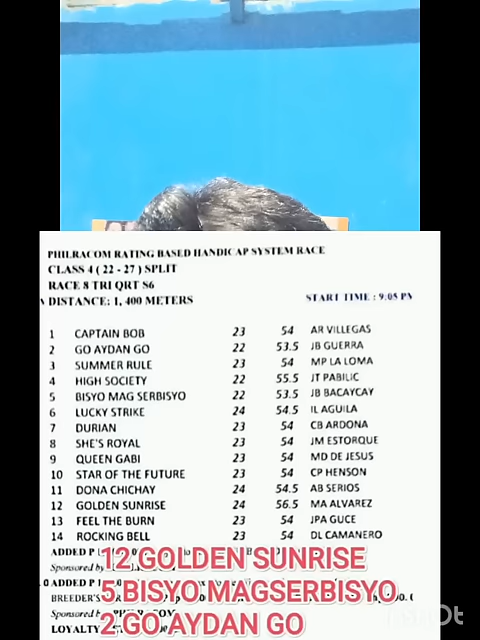 PHILRACOM RATING BASED HANDICAP SYSTEM RACE
CLASS 4 ( 22 - 27 ) SPLIT
RACE 8 TRI QRT S6
DISTANCE: 1, 400 METERS START TIME : 9:05 PM
1 CAPTAIN BOB 23 54 AR VILLEGAS
2 GO AYDAN GO 22 53.5 JB GUERRA
3 SUMMER RULE 23 54 MP LA LOMA
4 HIGH SOCIETY 22 55.5 JT PABILIC
5 BISYO MAG SERBISYO 22 53.5 JB BACAYCAY
6 LUCKY STRIKE 24 54.5 IL AGUILA
7 DURIAN 23 54 CB ARDONA
8 SHE'S ROYAL 23 54 JM ESTORQUE
9 QUEEN GABI 23 54 MD DE JESUS
10 STAR OF THE FUTURE 23 54 CP HENSON
11 DONA CHICHAY 24 54.5 AB SERIOS
12 GOLDEN SUNRISE 24 56.5 MA ALVAREZ
13 FEEL THE BURN 23 54 JPA GUCE
14 ROCKING BELL 23 54 DL CAMANERO
ADDED P
12 GOLDEN SUNRISE
Sponsored by
ADDED P
5 BISYO MAGSERBISYO
BREEDER'S
Sponsored
2 GO AYDAN GO
LOYALTY